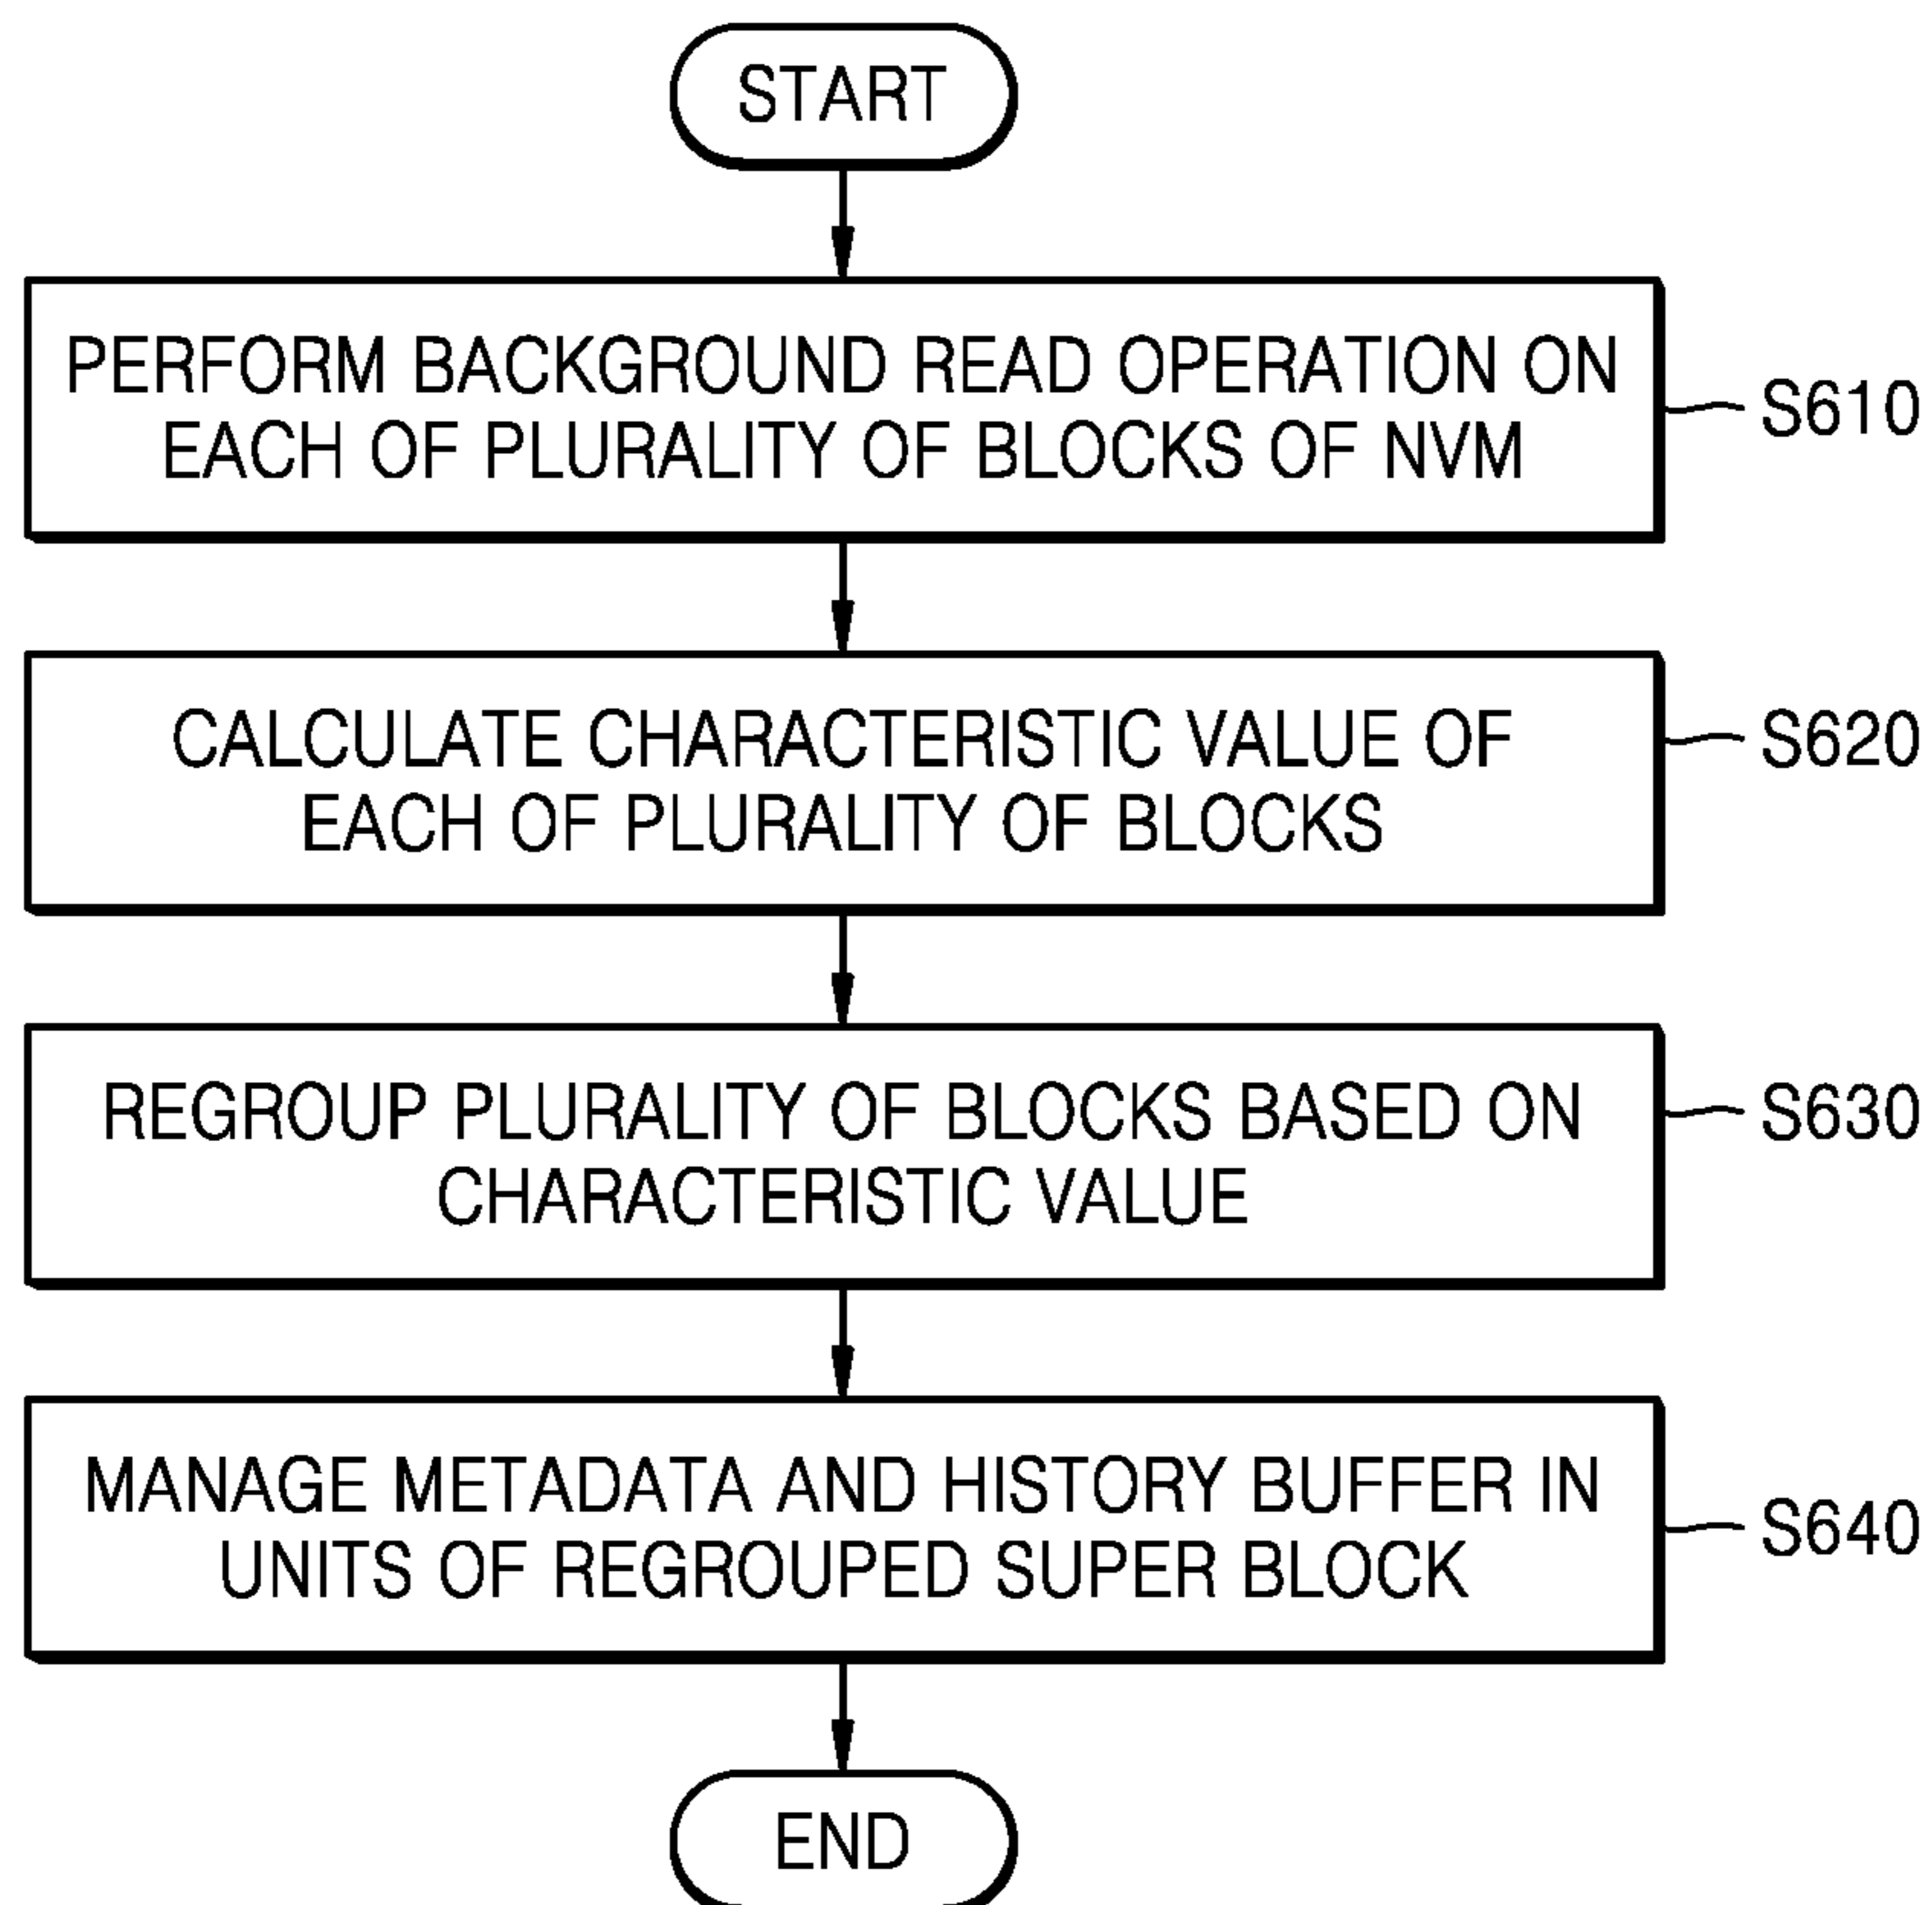 START
PERFORM BACKGROUND READ OPERATION ON
EACH OF PLURALITY OF BLOCKS OF NVM
S610
CALCULATE CHARACTERISTIC VALUE OF
EACH OF PLURALITY OF BLOCKS
S620
REGROUP PLURALITY OF BLOCKS BASED ON
CHARACTERISTIC VALUE
S630
MANAGE METADATA AND HISTORY BUFFER IN
UNITS OF REGROUPED SUPER BLOCK
S640
END